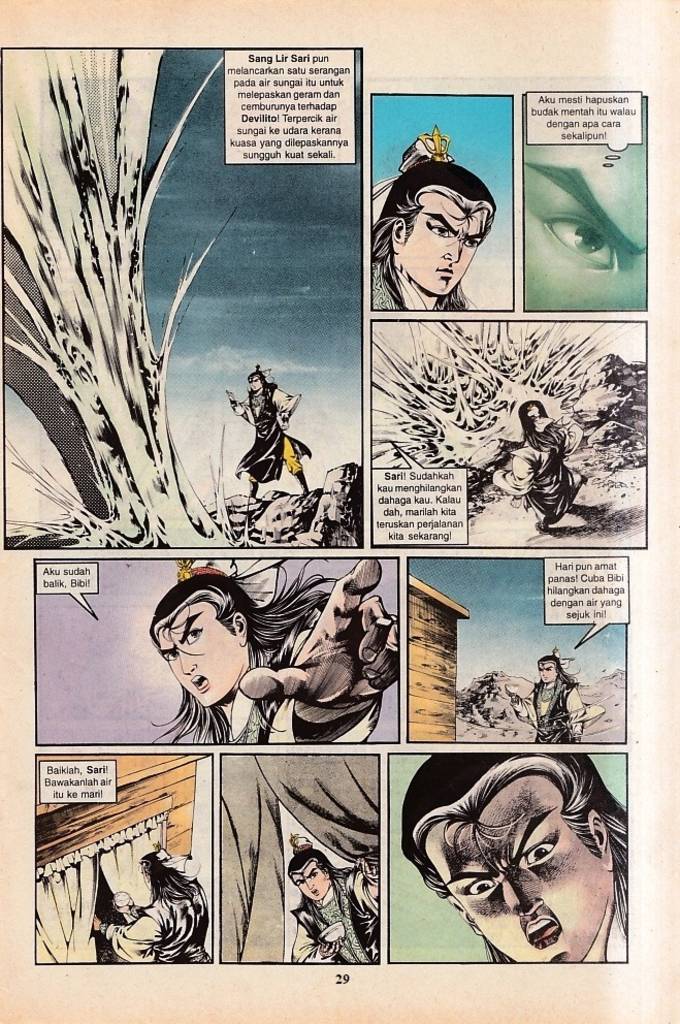 Sang Lir Sari pun
melancarkan satu serangan
pada air sungai itu untuk
melepaskan geram dan
cemburunya terhadap
Devilito! Terpercik air
sungai ke udara kerana
kuasa yang dilepaskannya
sungguh kuat sekali.
Aku mesti hapuskan
budak mentah itu walau
dengan apa cara
sekalipun!
Sari! Sudahkah
kau menghilangkan
dahaga kau. Kalau
dah, marilah kita
teruskan perjalanan
kita sekarang!
Aku sudah
balik, Bibi!
Hari pun amat
panas! Cuba Bibi
hilangkan dahaga
dengan air yang
sejuk ini!
Baiklah, Sari!
Bawakanlah air
itu ke mari!
29